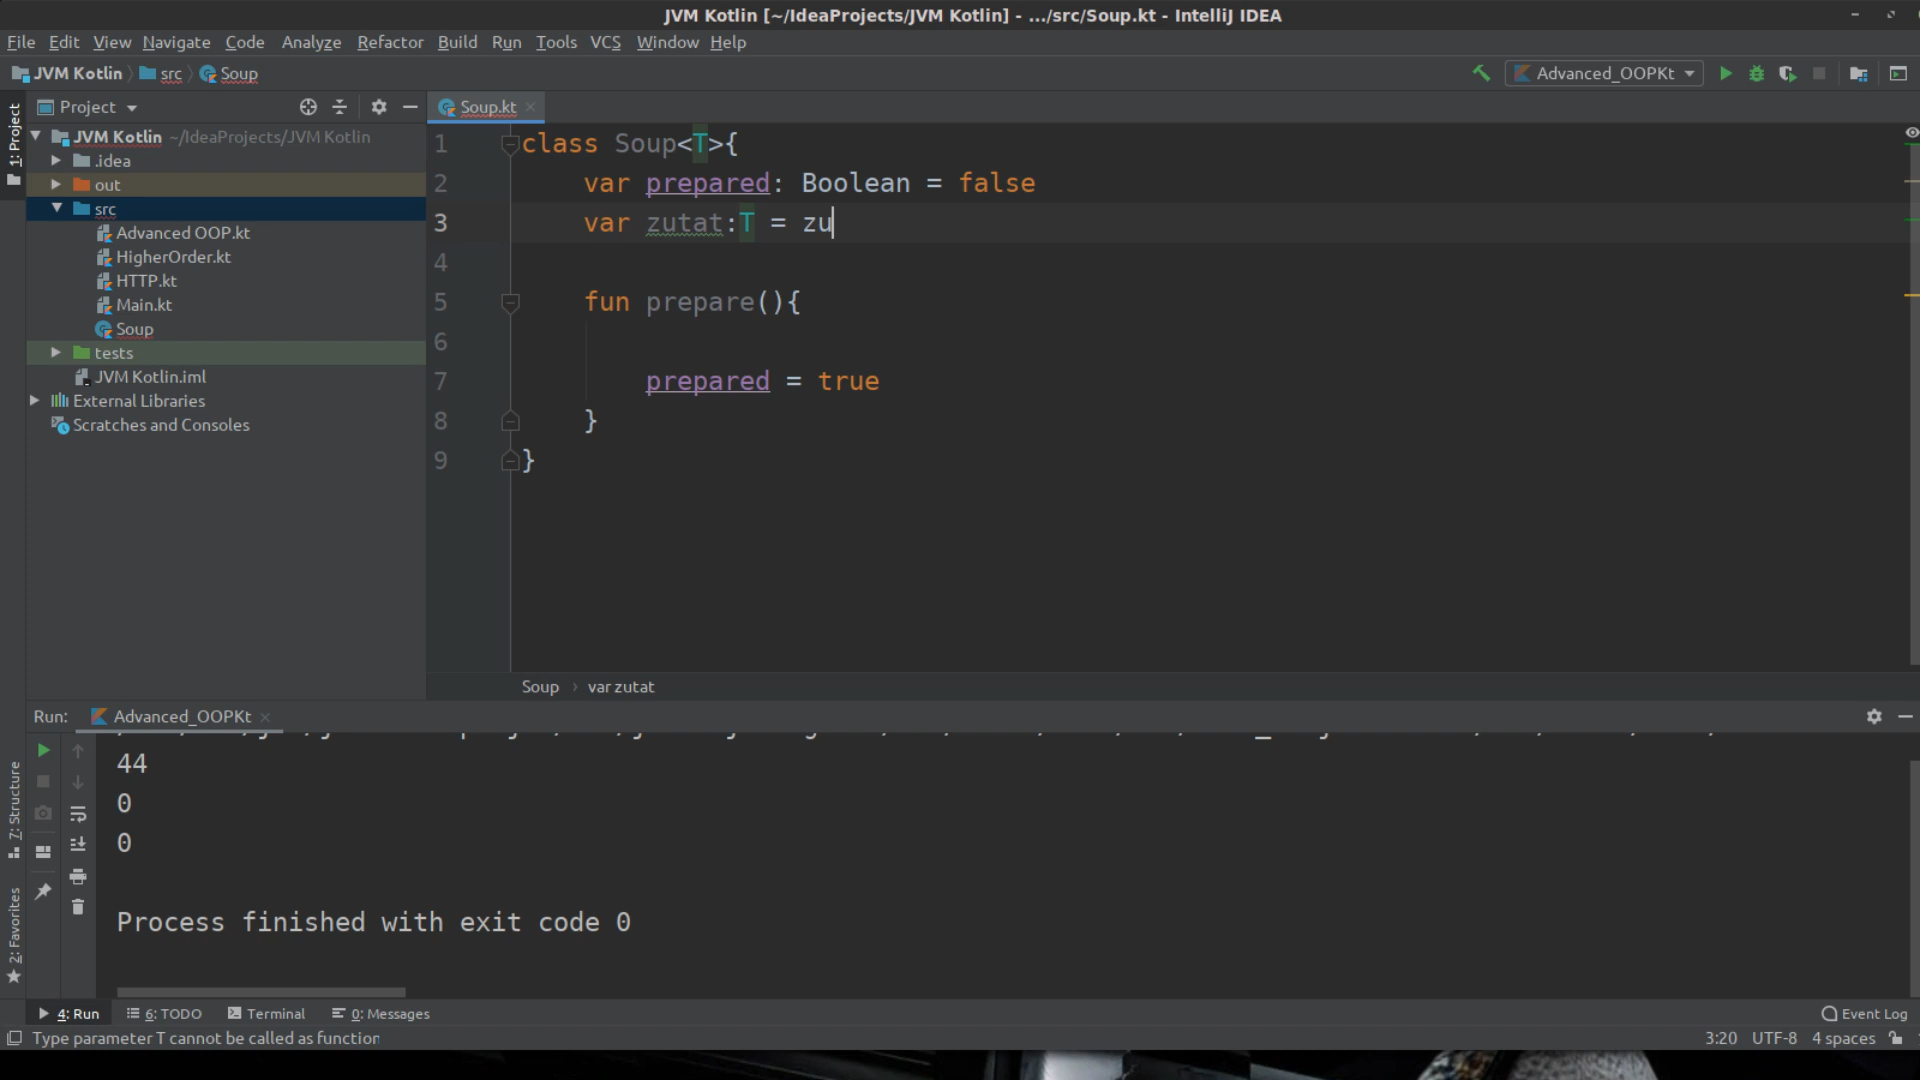 JVM Kotlin [~/IdeaProjects/JVM Kotlin] - .../src/Soup.kt - IntelliJ IDEA
File Edit View Navigate Code Analyze Refactor Build Run Tools VCS Window Help
JVM Kotlin src Soup
Advanced_OOPKt
1: Project
Project
Soup.kt
JVM Kotlin ~/IdeaProjects/JVM Kotlin
.idea
out
src
Advanced OOP.kt
HigherOrder.kt
HTTP.kt
Main.kt
Soup
tests
JVM Kotlin.iml
External Libraries
Scratches and Consoles
1 class Soup<T>{
2 var prepared: Boolean = false
3 var zutat:T = zu
4
5 fun prepare(){
6
7 prepared = true
8 }
9 }
Soup › var zutat
Run: Advanced_OOPKt
44
0
0
Process finished with exit code 0
7: Structure
2: Favorites
4: Run 6: TODO Terminal 0: Messages
Event Log
Type parameter T cannot be called as function
3:20 UTF-8 4 spaces